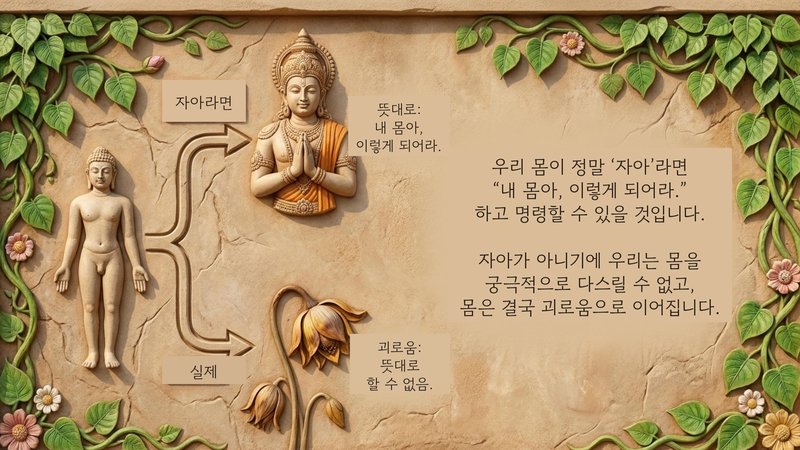 자아라면
뜻대로:
내 몸아,
이렇게 되어라.
실제
괴로움:
뜻대로
할 수 없음.
우리 몸이 정말 ‘자아’라면
“내 몸아, 이렇게 되어라.”
하고 명령할 수 있을 것입니다.
자아가 아니기에 우리는 몸을
궁극적으로 다스릴 수 없고,
몸은 결국 괴로움으로 이어집니다.